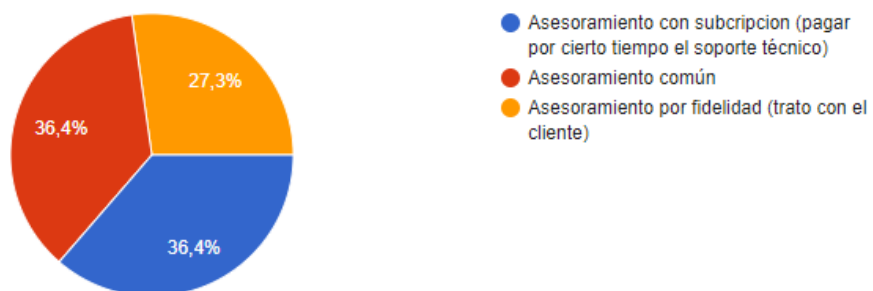 Asesoramiento con subcripcion (pagar
por cierto tiempo el soporte técnico)
Asesoramiento común
Asesoramiento por fidelidad (trato con el
cliente)
27,3%
36,4%
36,4%